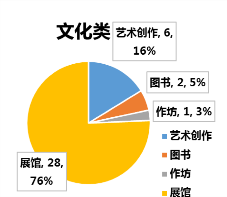 文化类
艺术创作, 6,
16%
图书, 2, 5%
作坊, 1, 3%
展馆, 28,
76%
艺术创作
图书
作坊
展馆